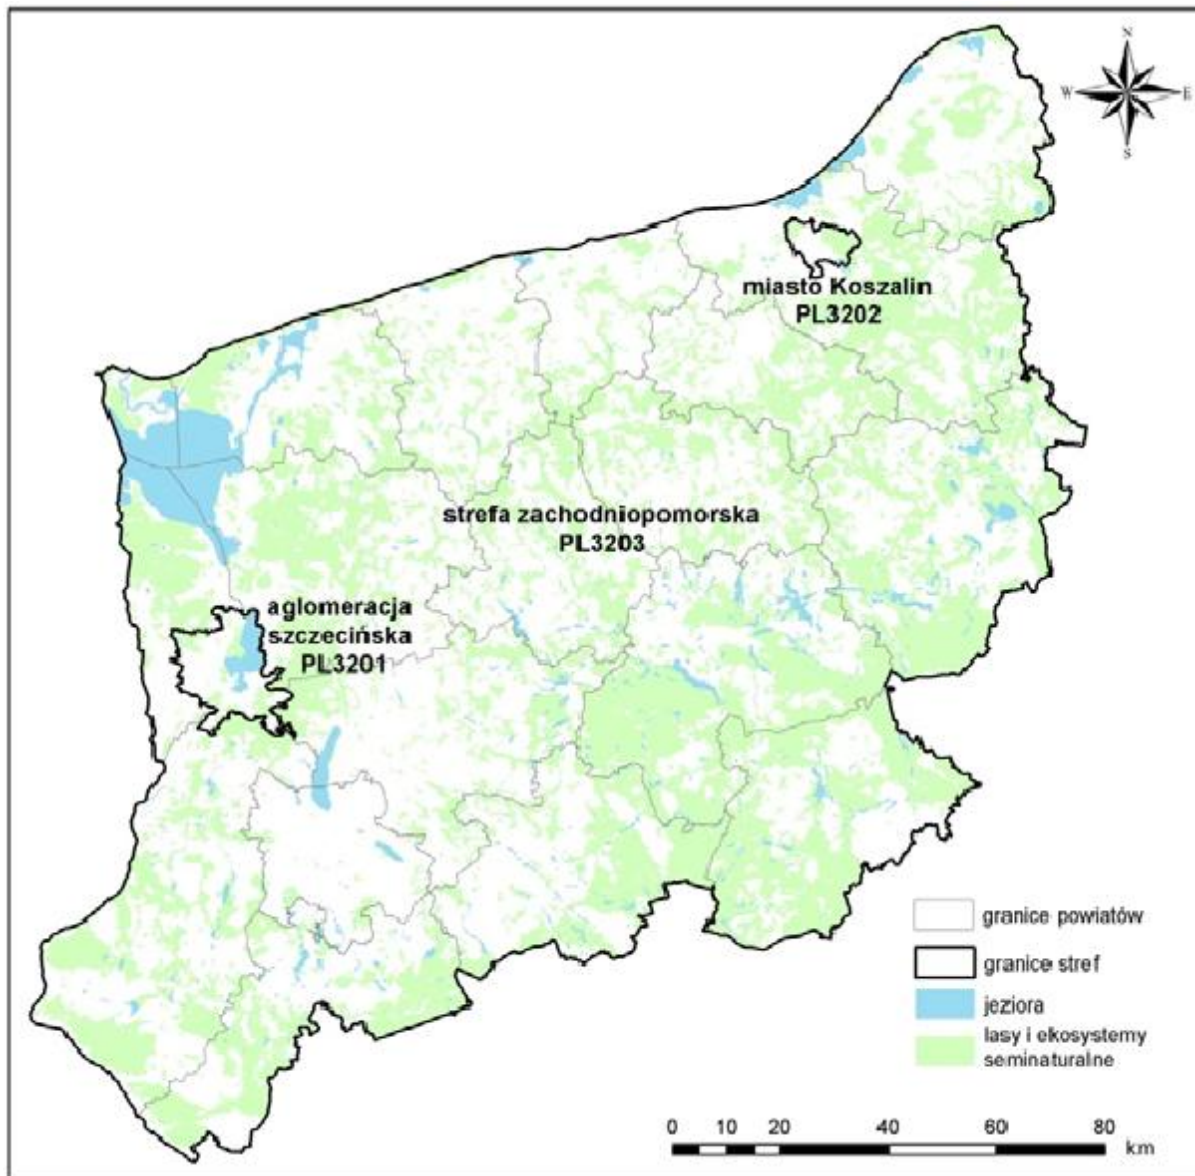 N
W
E
S
miasto Koszalin
PL3202
strefa zachodniopomorska
PL3203
aglomeracja
szczecińska
PL3201
granice powiatów
granice stref
jeziora
lasy i ekosystemy
seminaturalne
0 10 20 40 60 80
km